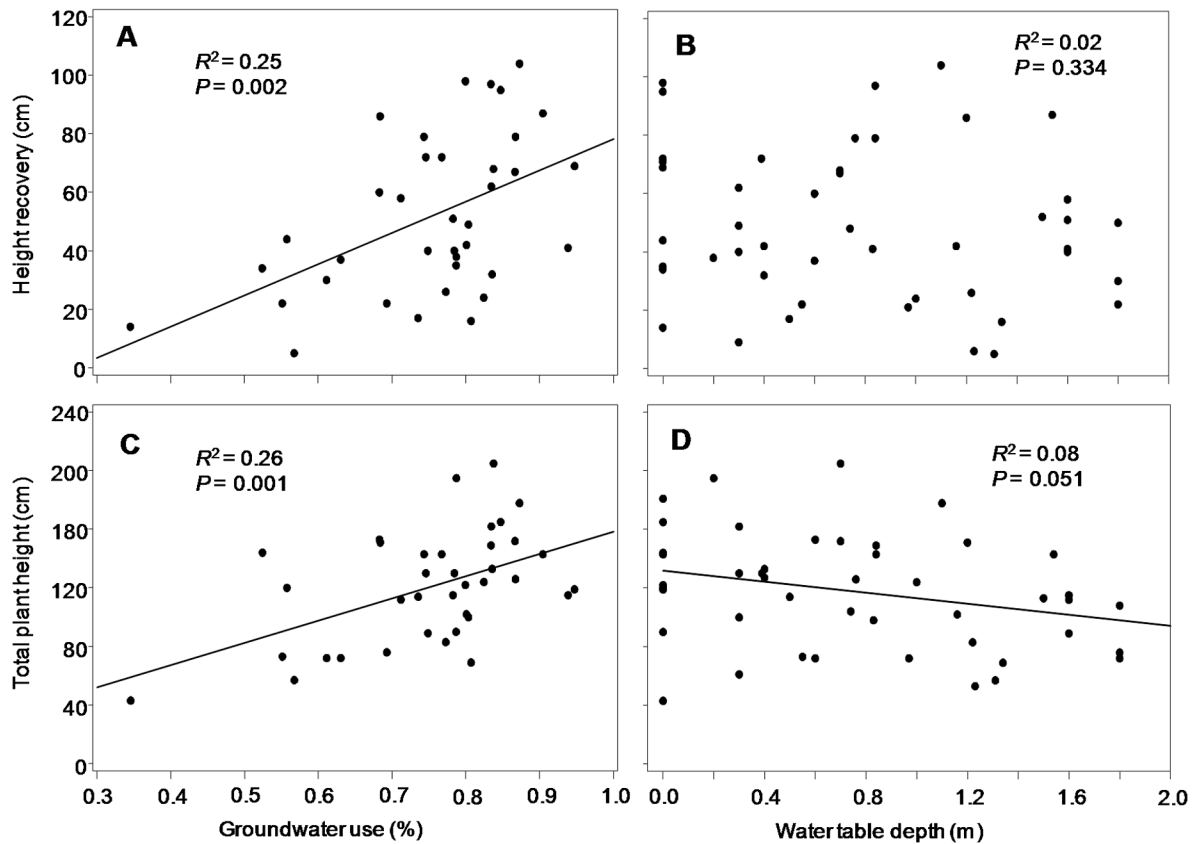 A
R² = 0.25
P = 0.002
120
100
80
60
40
20
0
Height recovery (cm)
B
R² = 0.02
P = 0.334
C
R² = 0.26
P = 0.001
240
200
160
120
80
40
0
Total plant height (cm)
0.3 0.4 0.5 0.6 0.7 0.8 0.9 1.0
Groundwater use (%)
D
R² = 0.08
P = 0.051
0.0 0.4 0.8 1.2 1.6 2.0
Water table depth (m)